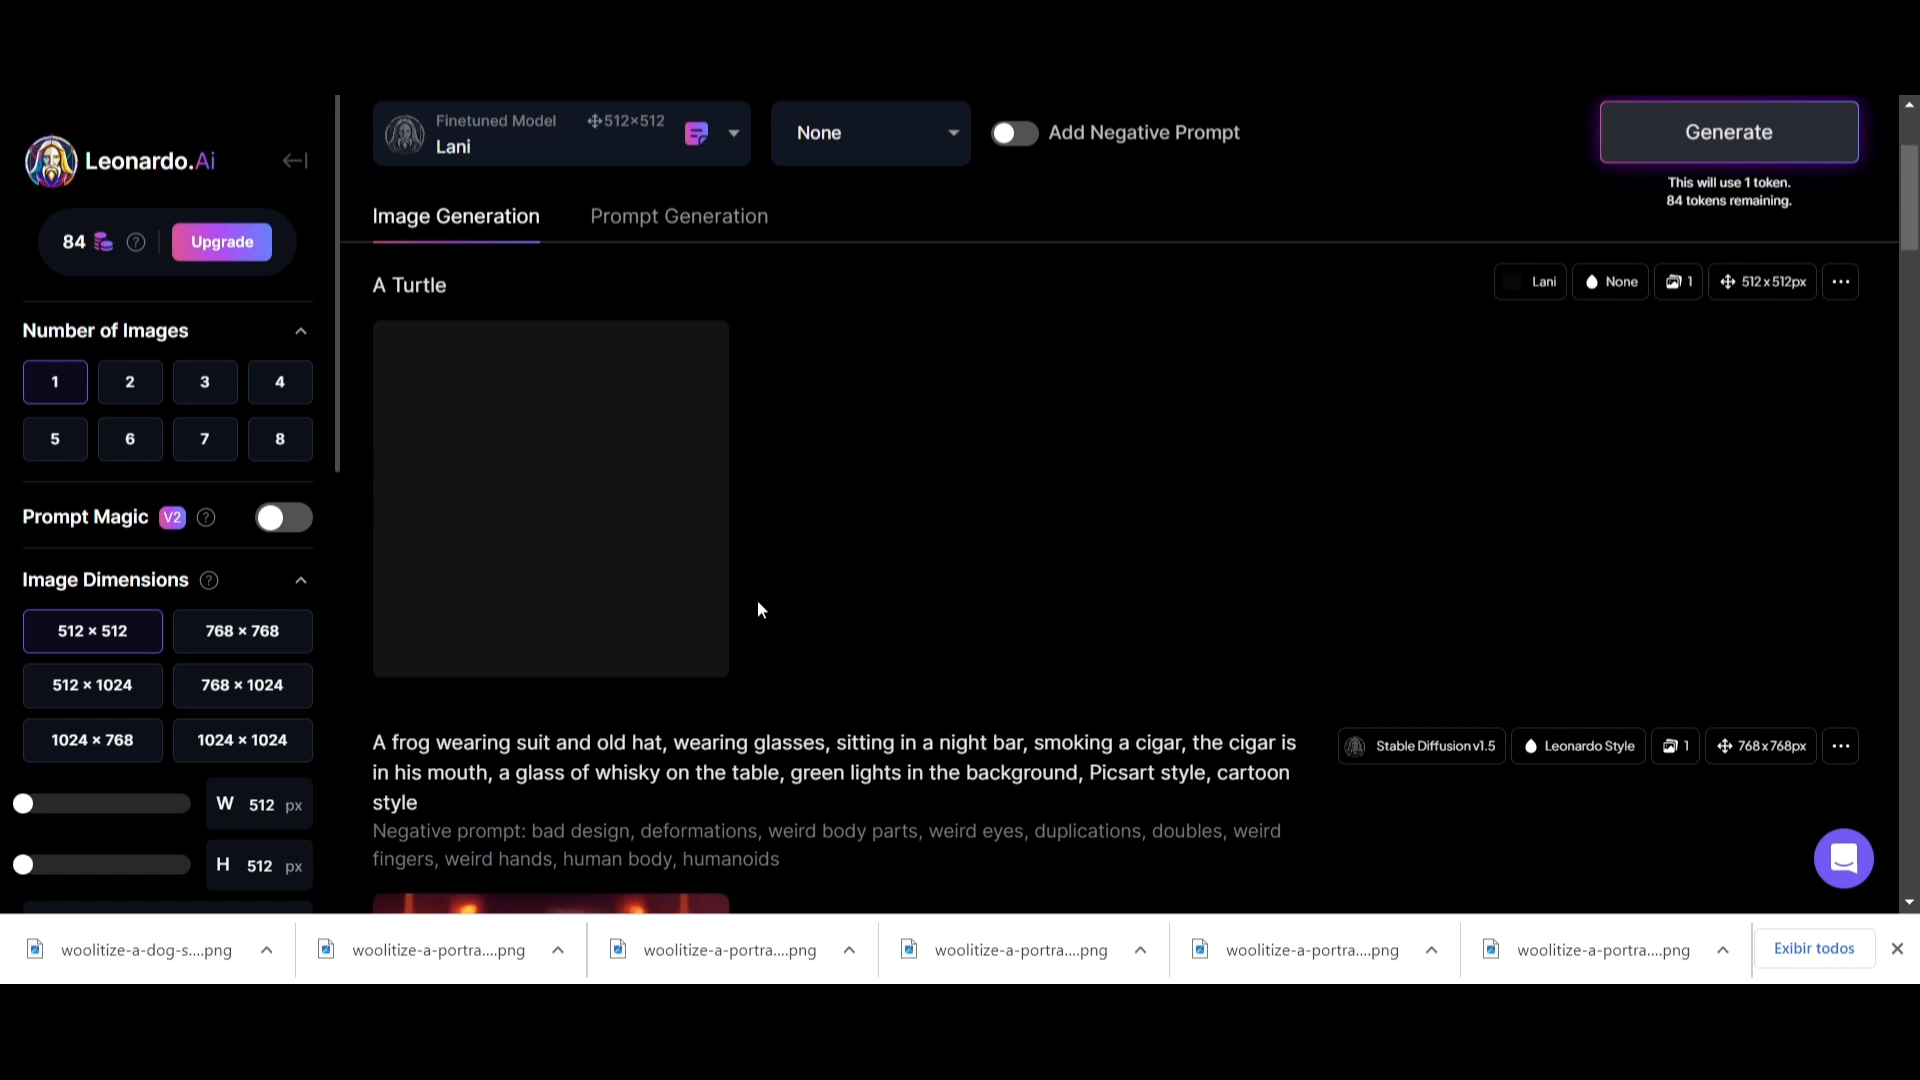 Leonardo.Ai
84
?
Upgrade
Number of Images
1 2 3 4
5 6 7 8
Prompt Magic V2 ?
Image Dimensions ?
512 × 512 768 × 768
512 × 1024 768 × 1024
1024 × 768 1024 × 1024
W 512 px
H 512 px
Finetuned Model 512×512
Lani
None
Add Negative Prompt
Generate
This will use 1 token.
84 tokens remaining.
Image Generation Prompt Generation
A Turtle
Lani None 1 512x512px ...
A frog wearing suit and old hat, wearing glasses, sitting in a night bar, smoking a cigar, the cigar is
in his mouth, a glass of whisky on the table, green lights in the background, Picsart style, cartoon
style
Negative prompt: bad design, deformations, weird body parts, weird eyes, duplications, doubles, weird
fingers, weird hands, human body, humanoids
Stable Diffusion v1.5 Leonardo Style 1 768x768px ...
woolitize-a-dog-s....png woolitize-a-portra....png woolitize-a-portra....png woolitize-a-portra....png woolitize-a-portra....png woolitize-a-portra....png Exibir todos